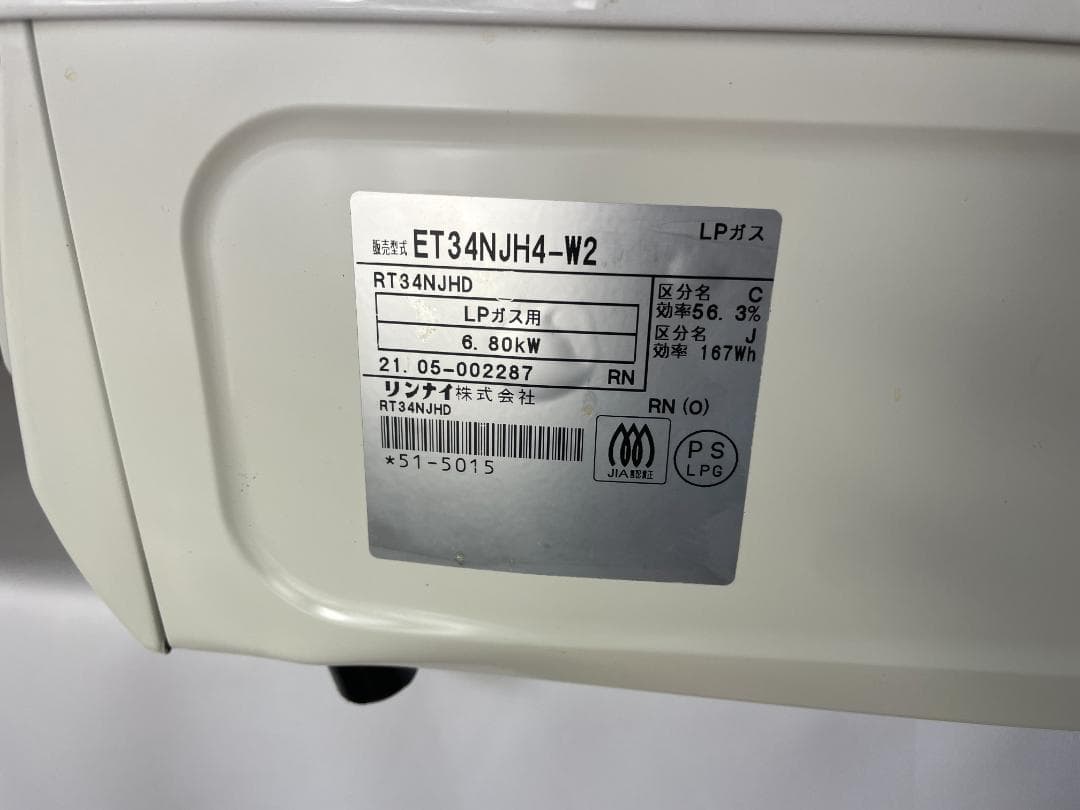 販売型式 ET34NJH4-W2
LPガス
RT34NJHD
LPガス用
6.80kW
21.05-002287 RN
区分名 C
効率56.3%
区分名 J
効率 167Wh
リンナイ株式会社
RT34NJHD
RN(0)
*51-5015
JIA認証
PS
LPG